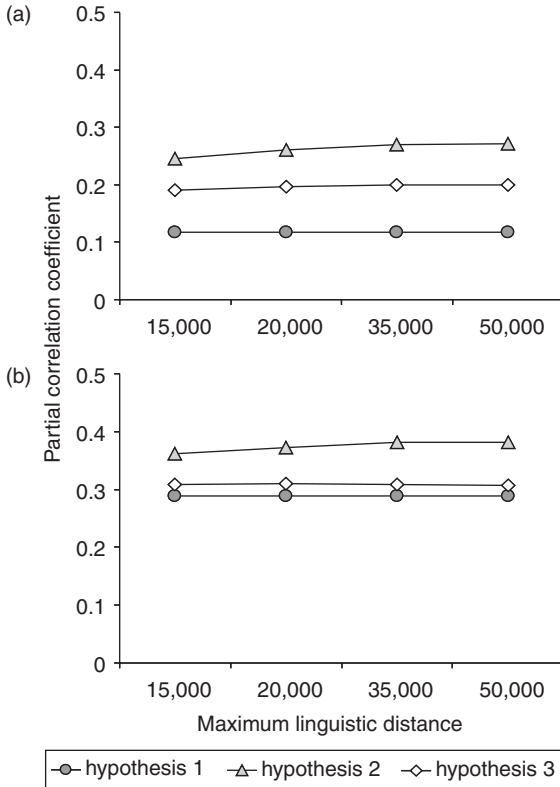 (a)
0.5
0.4
0.3
0.2
0.1
0
15,000 20,000 35,000 50,000
Partial correlation coefficient
(b)
0.5
0.4
0.3
0.2
0.1
0
15,000 20,000 35,000 50,000
Maximum linguistic distance
hypothesis 1 hypothesis 2 hypothesis 3